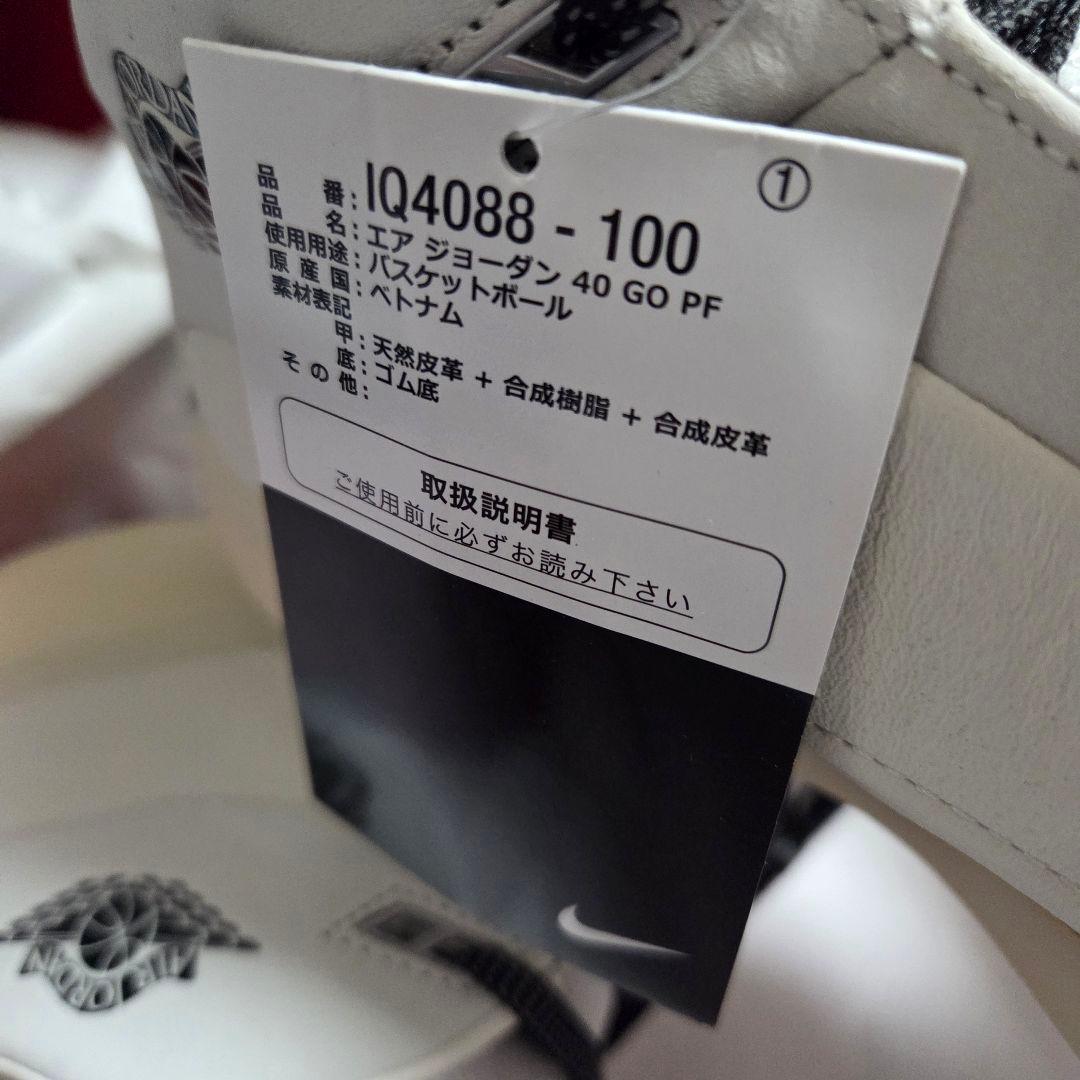 ①
品 番: IQ4088 - 100
品 名: エア ジョーダン 40 GO PF
使用用途: バスケットボール
原 産 国: ベトナム
素材表記
甲: 天然皮革 + 合成樹脂 + 合成皮革
底: ゴム底
そ の 他:
取扱説明書
ご使用前に必ずお読み下さい
AIR JORDAN